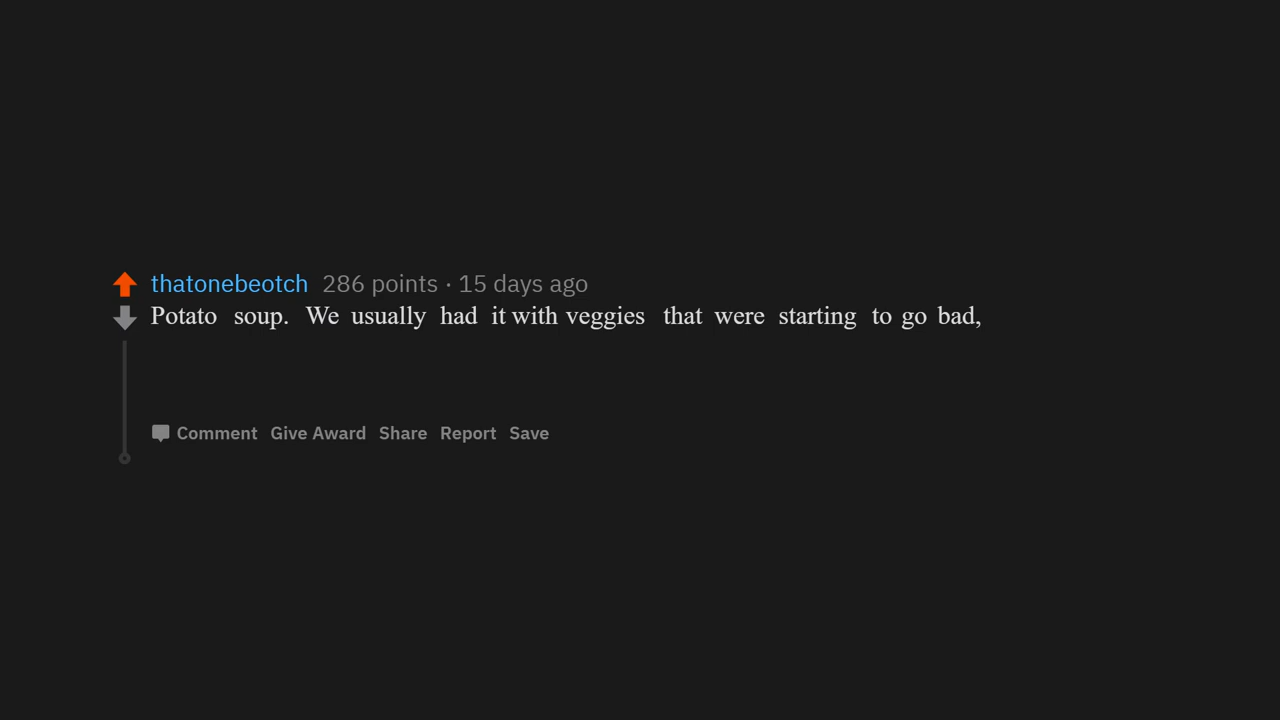 thatonebeotch 286 points · 15 days ago
Potato soup. We usually had it with veggies that were starting to go bad,
Comment Give Award Share Report Save